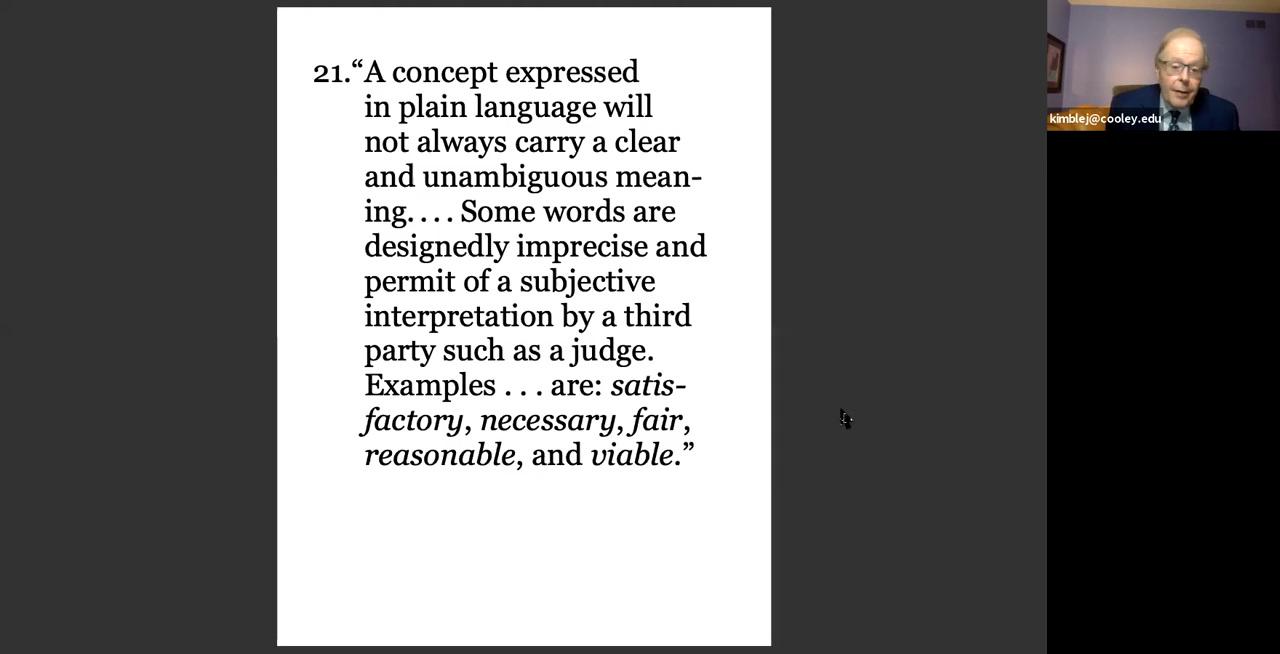 21. “A concept expressed
in plain language will
not always carry a clear
and unambiguous mean-
ing. . . . Some words are
designedly imprecise and
permit of a subjective
interpretation by a third
party such as a judge.
Examples . . . are: satis-
factory, necessary, fair,
reasonable, and viable.”
kimblej@cooley.edu